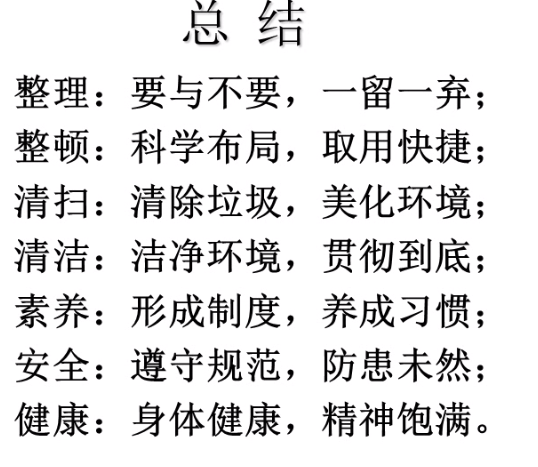 总 结
整理：要与不要，一留一弃；
整顿：科学布局，取用快捷；
清扫：清除垃圾，美化环境；
清洁：洁净环境，贯彻到底；
素养：形成制度，养成习惯；
安全：遵守规范，防患未然；
健康：身体健康，精神饱满。